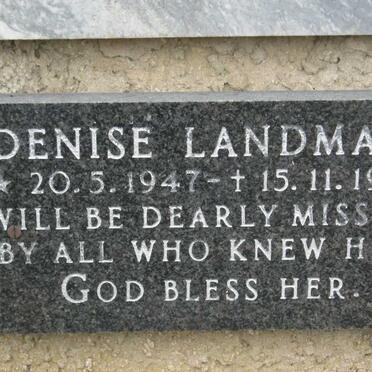 DENISE LANDMA
★ 20.5.1947 - † 15.11.19
WILL BE DEARLY MISS
BY ALL WHO KNEW H
GOD BLESS HER.